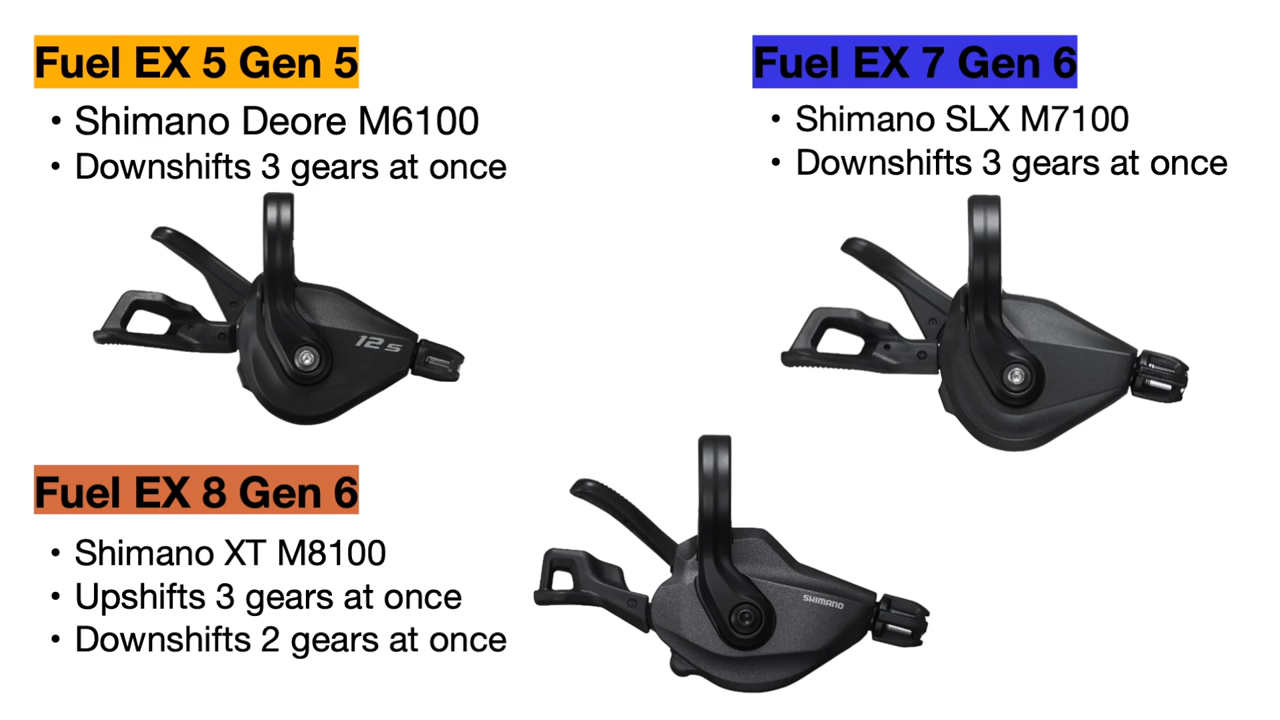 Fuel EX 5 Gen 5
• Shimano Deore M6100
• Downshifts 3 gears at once
12s
Fuel EX 7 Gen 6
• Shimano SLX M7100
• Downshifts 3 gears at once
Fuel EX 8 Gen 6
• Shimano XT M8100
• Upshifts 3 gears at once
• Downshifts 2 gears at once
SHIMANO